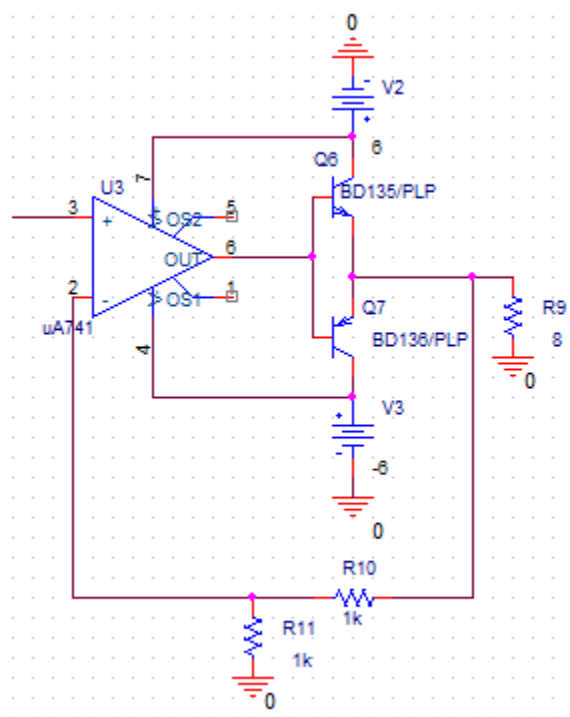 0
-
V2
+
6
Q6
BD135/PLP
7
U3
3
+
OS2
5
OUT
6
2
-
OS1
1
uA741
4
Q7
BD136/PLP
R9
8
0
V3
+
-
-6
0
R10
1k
R11
1k
0